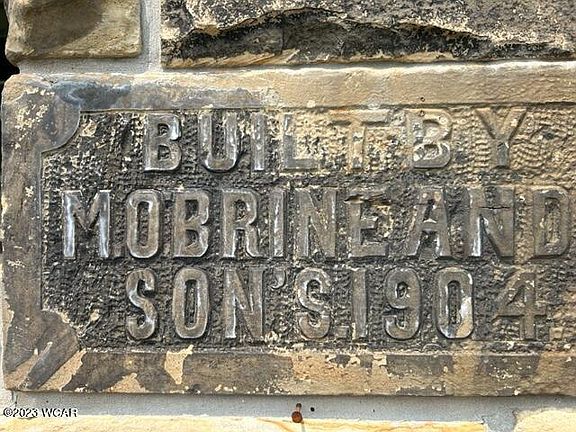 BUILT BY
M.OBRINE AND
SON'S.1904.
©2023 WCAR